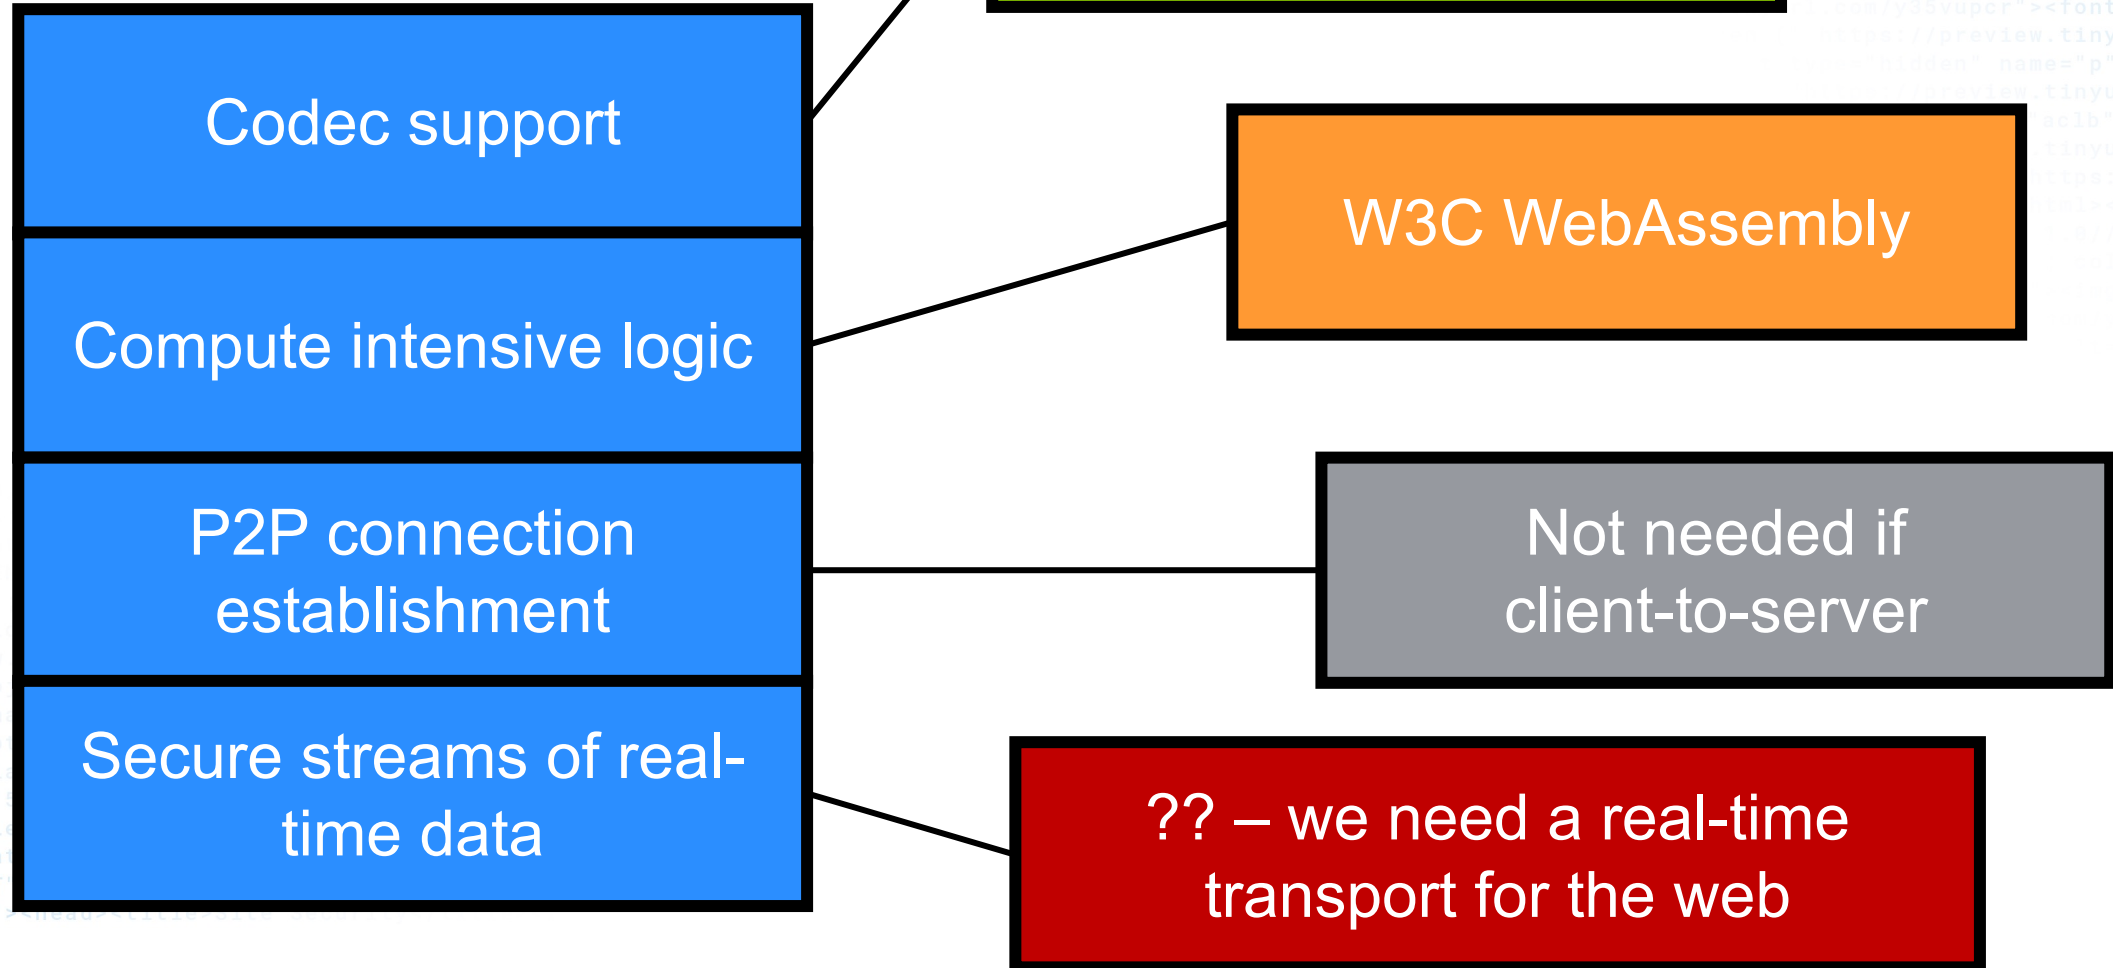 Codec support
W3C WebAssembly
Compute intensive logic
P2P connection
establishment
Not needed if
client-to-server
Secure streams of real-
time data
?? – we need a real-time
transport for the web